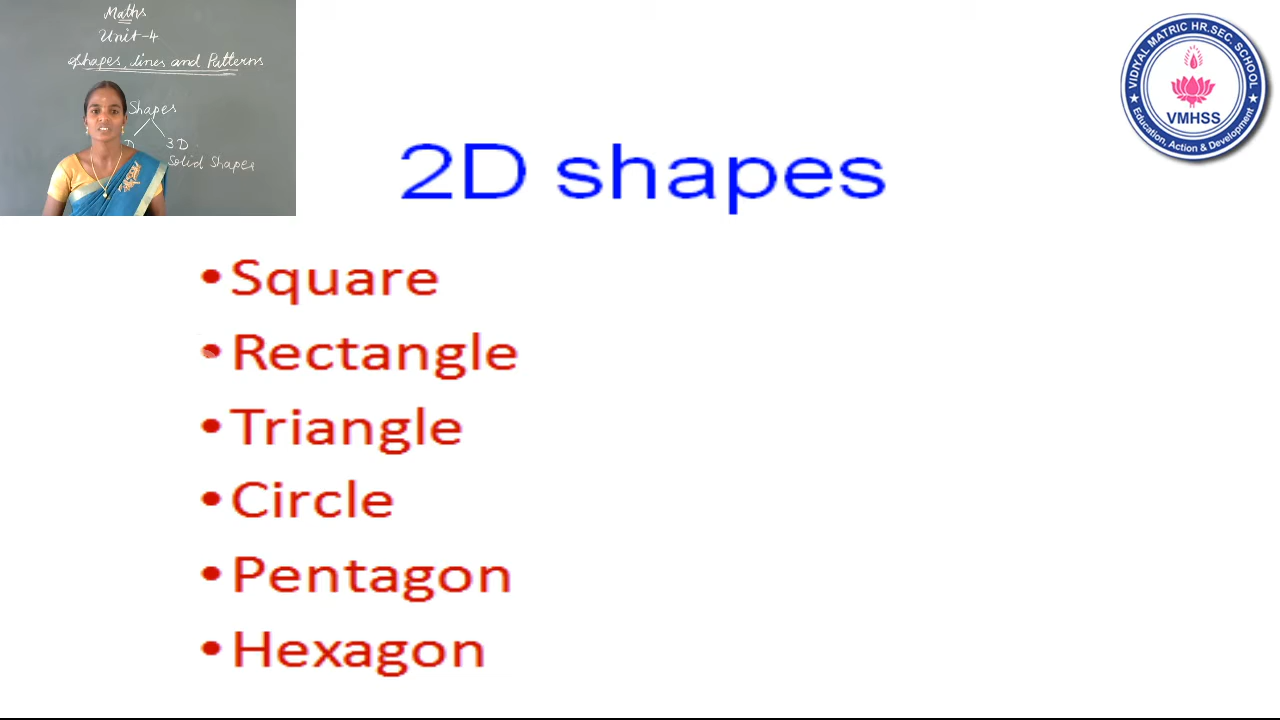 Maths
Unit-4
Shapes, lines and Patterns
Shapes
D
3D
Solid Shapes
VIDIYAL MATRIC HR.SEC. SCHOOL
VMHSS
★ Education, Action & Development ★
2D shapes
• Square
• Rectangle
• Triangle
• Circle
• Pentagon
• Hexagon